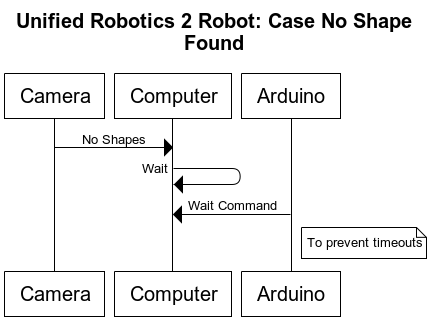 Unified Robotics 2 Robot: Case No Shape
Found
Camera Computer Arduino
No Shapes
Wait
Wait Command
To prevent timeouts
Camera Computer Arduino